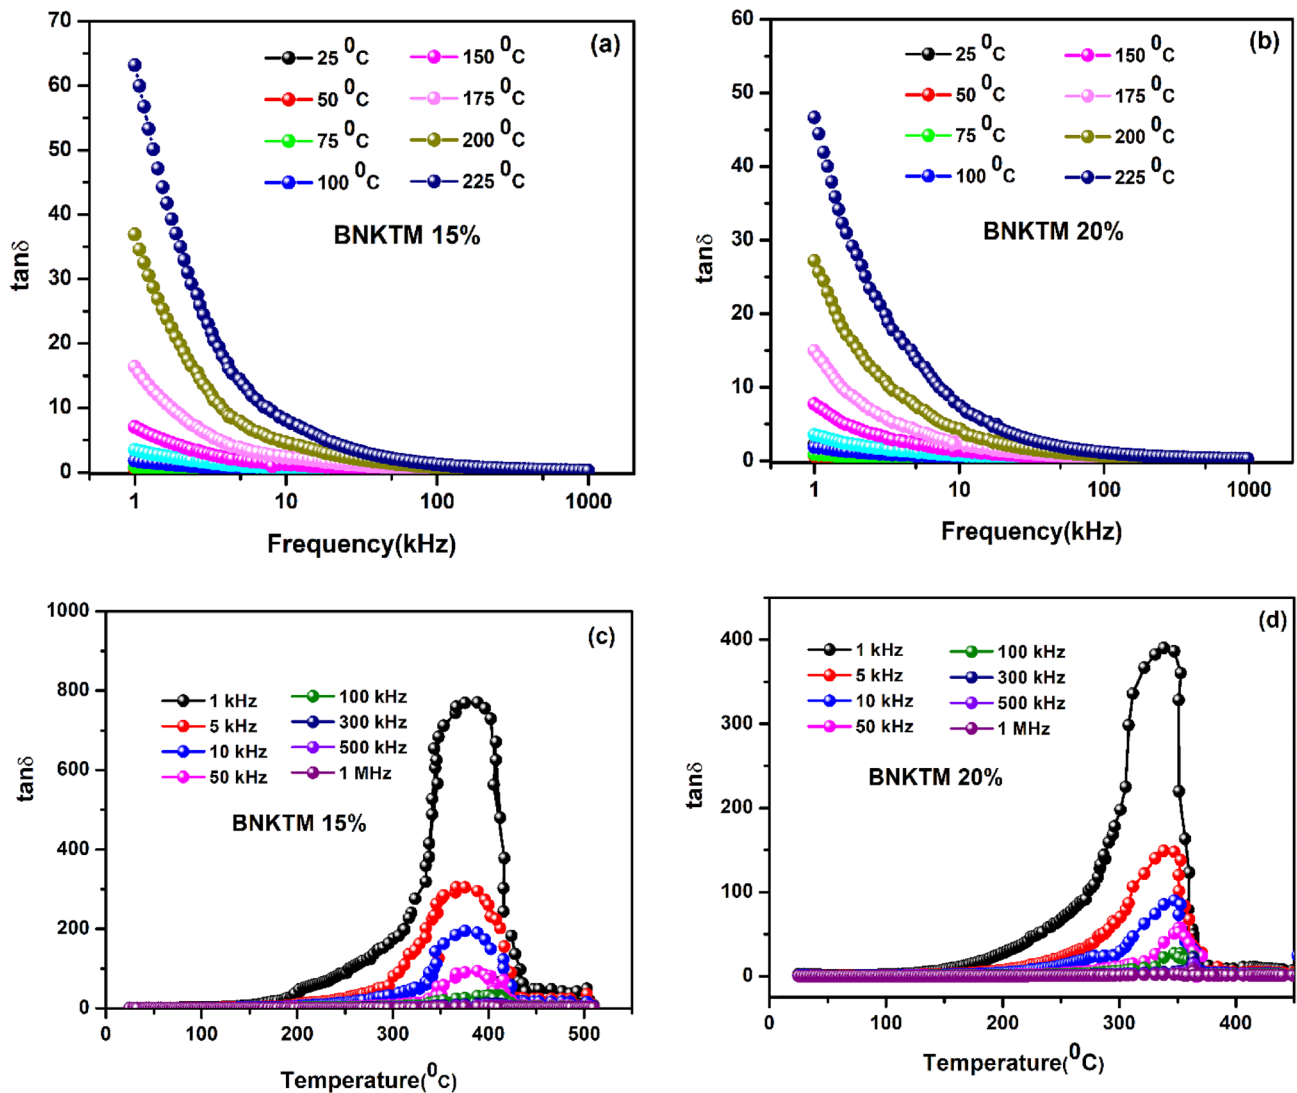 (a)
70
60
50
40
30
20
10
0
tanδ
25 ⁰C
50 ⁰C
75 ⁰C
100 ⁰C
150 ⁰C
175 ⁰C
200 ⁰C
225 ⁰C
BNKTM 15%
1 10 100 1000
Frequency(kHz)
(b)
60
50
40
30
20
10
0
tanδ
25 ⁰C
50 ⁰C
75 ⁰C
100 ⁰C
150 ⁰C
175 ⁰C
200 ⁰C
225 ⁰C
BNKTM 20%
1 10 100 1000
Frequency(kHz)
(c)
1000
800
600
400
200
0
tanδ
1 kHz
5 kHz
10 kHz
50 kHz
100 kHz
300 kHz
500 kHz
1 MHz
BNKTM 15%
0 100 200 300 400 500
Temperature(⁰C)
(d)
400
300
200
100
0
tanδ
1 kHz
5 kHz
10 kHz
50 kHz
100 kHz
300 kHz
500 kHz
1 MHz
BNKTM 20%
0 100 200 300 400
Temperature(⁰C)